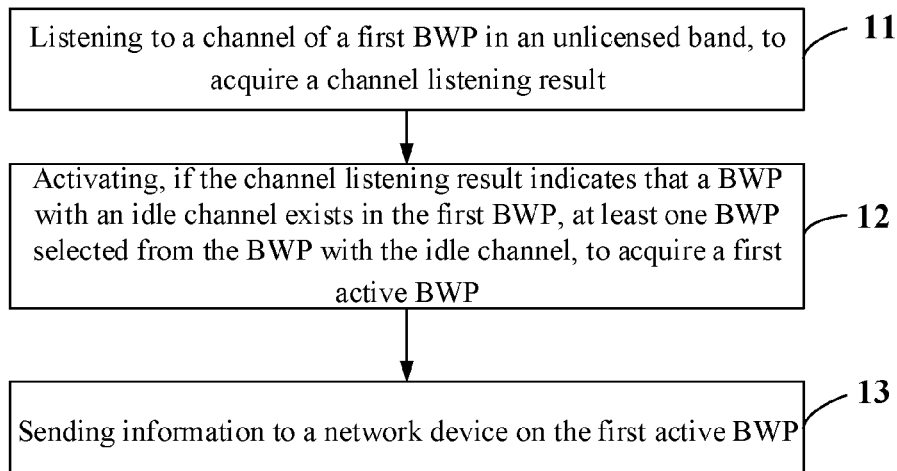 Listening to a channel of a first BWP in an unlicensed band, to
acquire a channel listening result
11
Activating, if the channel listening result indicates that a BWP
with an idle channel exists in the first BWP, at least one BWP
selected from the BWP with the idle channel, to acquire a first
active BWP
12
Sending information to a network device on the first active BWP
13